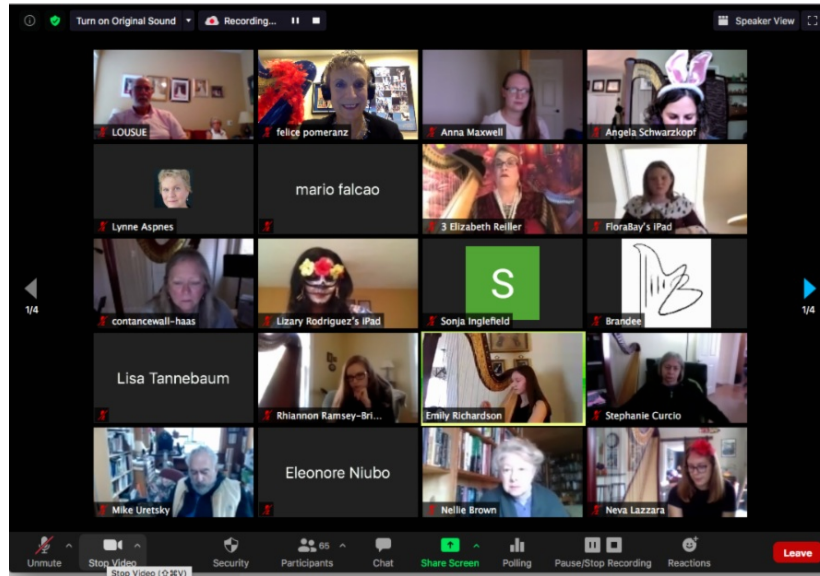 Turn on Original Sound
Recording...
Speaker View
LOUSUE
felice pomeranz
Anna Maxwell
Angela Schwarzkopf
Lynne Aspnes
mario falcao
3 Elizabeth Reiller
FloraBay's iPad
1/4
contancewall-haas
Lizary Rodriguez's iPad
S
Sonja Inglefield
Brandee
1/4
Lisa Tannebaum
Rhiannon Ramsey-Bri...
Emily Richardson
Stephanie Curcio
Mike Uretsky
Eleonore Niubo
Nellie Brown
Neva Lazzara
Unmute
Stop Video
Security
65
Participants
Chat
Share Screen
Polling
Pause/Stop Recording
Reactions
Leave
Stop Video (⇧⌘V)